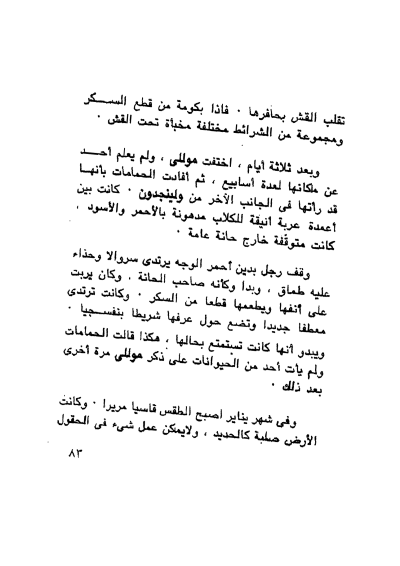 تقلب القش بحافرها · فاذا بكومة من قطع السكر
ومجموعة من الشرائط مختلفة مخبأة تحت القش ·
وبعد ثلاثة أيام ، اختفت موللى ، ولم يعلم أحد
عن مكانها لعدة أسابيع ، ثم أفادت الحمامات بأنها
قد رأتها فى الجانب الآخر من ولينجدون · كانت بين
أعمدة عربة أنيقة للكلاب مدهونة بالأحمر والأسود ،
كانت متوقفة خارج حانة عامة ·
وقف رجل بدين أحمر الوجه يرتدى سروالا وحذاء
عليه طماق ، وبدا وكأنه صاحب الحانة ، وكان يربت
على أنفها ويطعمها قطعا من السكر · وكانت ترتدى
معطفا جديدا وتضع حول عرفها شريطا بنفسجيا ·
ويبدو أنها كانت تستمتع بحالها ، هكذا قالت الحمامات
ولم يأت أحد من الحيوانات على ذكر موللى مرة أخرى
بعد ذلك ·
وفى شهر يناير أصبح الطقس قاسيا مريرا · وكانت
الأرض صلبة كالحديد ، ولايمكن عمل شىء فى الحقول
٨٣